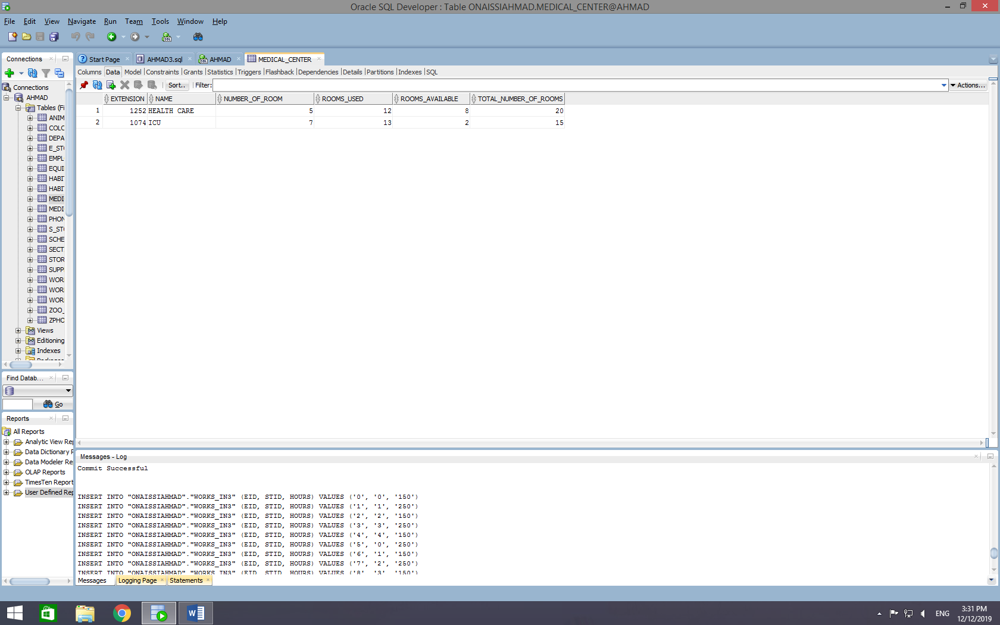 Oracle SQL Developer : Table ONAISSIAHMAD.MEDICAL_CENTER@AHMAD
File Edit View Navigate Run Team Tools Window Help
Connections
Start Page AHMAD3.sql AHMAD MEDICAL_CENTER
Columns Data Model Constraints Grants Statistics Triggers Flashback Dependencies Details Partitions Indexes SQL
Sort.. Filter: Actions...
EXTENSION NAME NUMBER_OF_ROOM ROOMS_USED ROOMS_AVAILABLE TOTAL_NUMBER_OF_ROOMS
1 1252 HEALTH CARE 5 12 8 20
2 1074 ICU 7 13 2 15
Connections
AHMAD
Tables (Fi
ANIM
COLO
DEPA
E_STO
EMPL
EQUI
HABI
HABI
MEDI
MEDI
PHON
S_STO
SCHE
SECT
STOR
SUPP
WOR
WOR
WOR
ZOO_
ZPHO
Views
Editioning
Indexes
Find Datab...
Go
Reports
All Reports
Analytic View Rep
Data Dictionary R
Data Modeler Re
OLAP Reports
TimesTen Report
User Defined Rep
Messages - Log
Commit Successful
INSERT INTO "ONAISSIAHMAD"."WORKS_IN3" (EID, STID, HOURS) VALUES ('0', '0', '150')
INSERT INTO "ONAISSIAHMAD"."WORKS_IN3" (EID, STID, HOURS) VALUES ('1', '1', '250')
INSERT INTO "ONAISSIAHMAD"."WORKS_IN3" (EID, STID, HOURS) VALUES ('2', '2', '150')
INSERT INTO "ONAISSIAHMAD"."WORKS_IN3" (EID, STID, HOURS) VALUES ('3', '3', '250')
INSERT INTO "ONAISSIAHMAD"."WORKS_IN3" (EID, STID, HOURS) VALUES ('4', '4', '150')
INSERT INTO "ONAISSIAHMAD"."WORKS_IN3" (EID, STID, HOURS) VALUES ('5', '0', '250')
INSERT INTO "ONAISSIAHMAD"."WORKS_IN3" (EID, STID, HOURS) VALUES ('6', '1', '150')
INSERT INTO "ONAISSIAHMAD"."WORKS_IN3" (EID, STID, HOURS) VALUES ('7', '2', '250')
INSERT INTO "ONAISSIAHMAD"."WORKS_IN3" (EID, STID, HOURS) VALUES ('8', '3', '150')
Messages Logging Page Statements
ENG
3:31 PM
12/12/2019